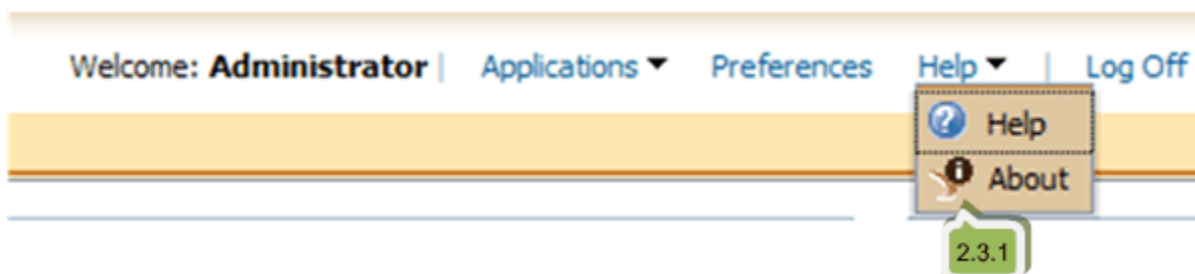 Welcome: Administrator | Applications Preferences Help | Log Off
Help
About
2.3.1